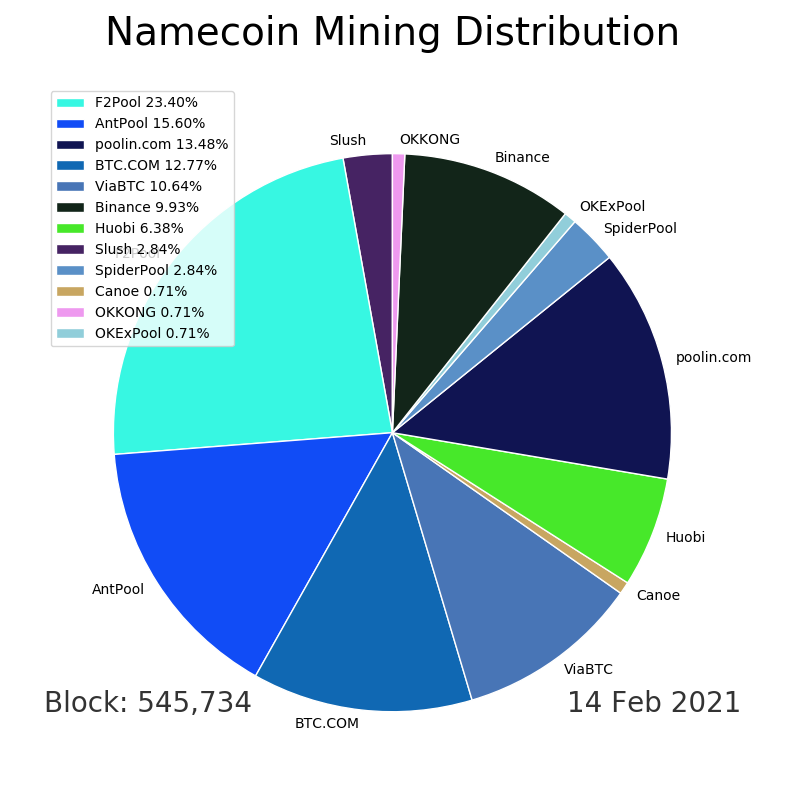 Namecoin Mining Distribution
F2Pool 23.40%
AntPool 15.60%
poolin.com 13.48%
BTC.COM 12.77%
ViaBTC 10.64%
Binance 9.93%
Huobi 6.38%
Slush 2.84%
SpiderPool 2.84%
Canoe 0.71%
OKKONG 0.71%
OKExPool 0.71%
Slush
OKKONG
Binance
OKExPool
SpiderPool
F2Pool
poolin.com
Huobi
AntPool
Canoe
ViaBTC
BTC.COM
Block: 545,734
14 Feb 2021